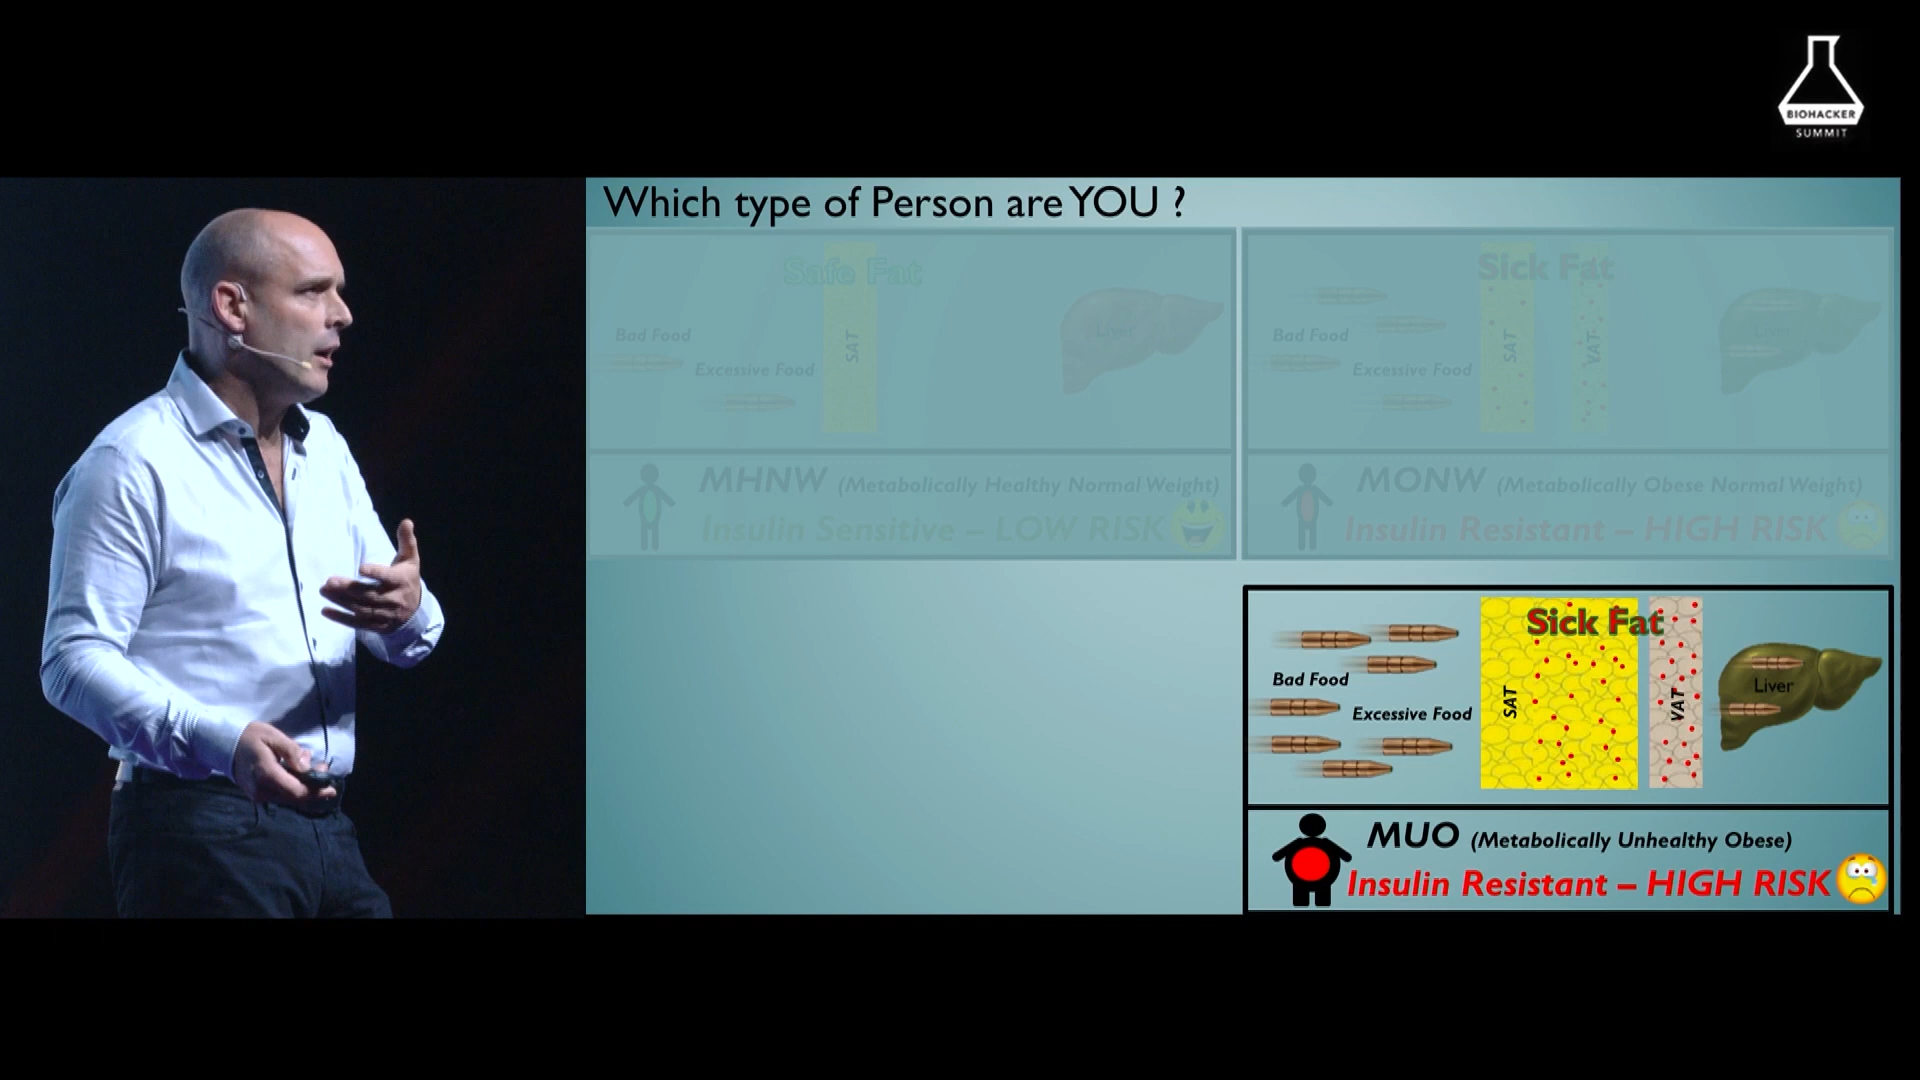 BIOHACKER
SUMMIT
Which type of Person are YOU ?
Safe Fat
Bad Food
Excessive Food
SAT
Liver
MHNW (Metabolically Healthy Normal Weight)
Insulin Sensitive – LOW RISK
Sick Fat
Bad Food
Excessive Food
SAT
VAT
Liver
MONW (Metabolically Obese Normal Weight)
Insulin Resistant – HIGH RISK
Sick Fat
Bad Food
Excessive Food
SAT
VAT
Liver
MUO (Metabolically Unhealthy Obese)
Insulin Resistant – HIGH RISK